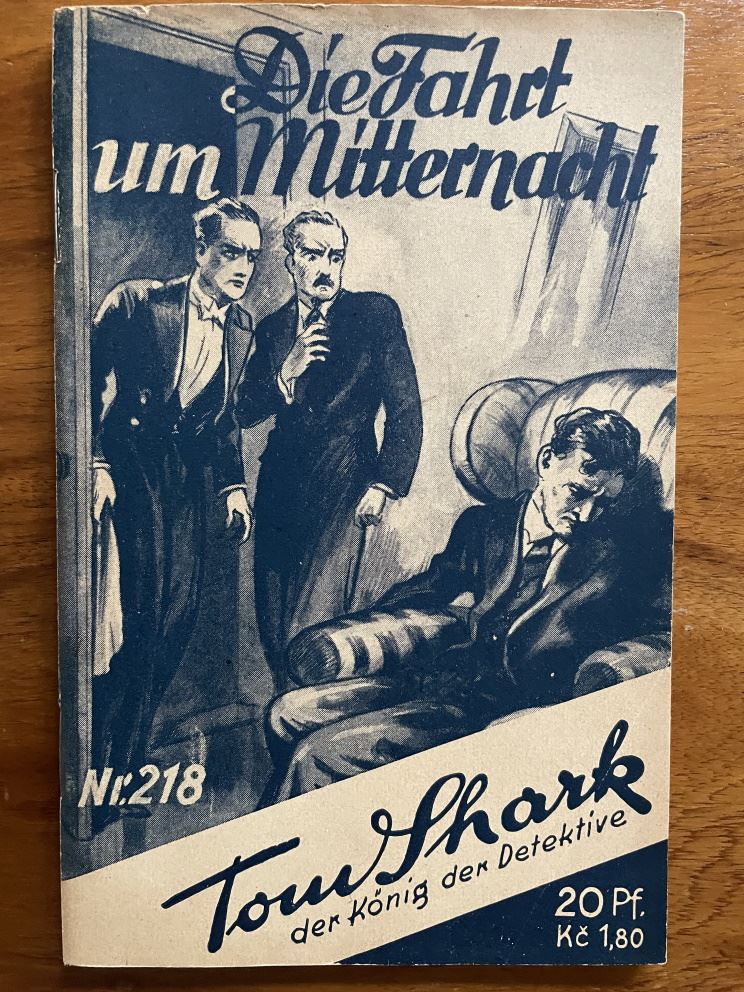 Die Fahrt
um Mitternacht
Nr. 218
Tom Shark
der König der Detektive
20 Pf.
Kč 1,80